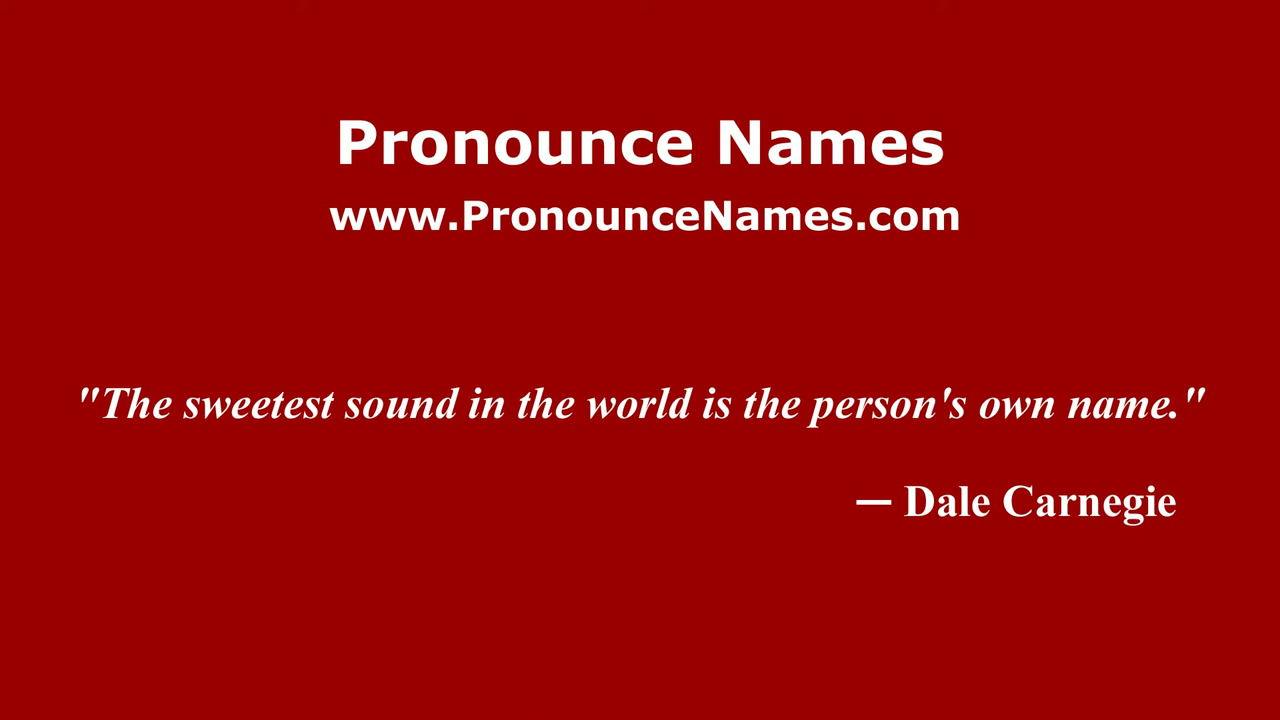 Pronounce Names
www.PronounceNames.com
"The sweetest sound in the world is the person's own name."
— Dale Carnegie